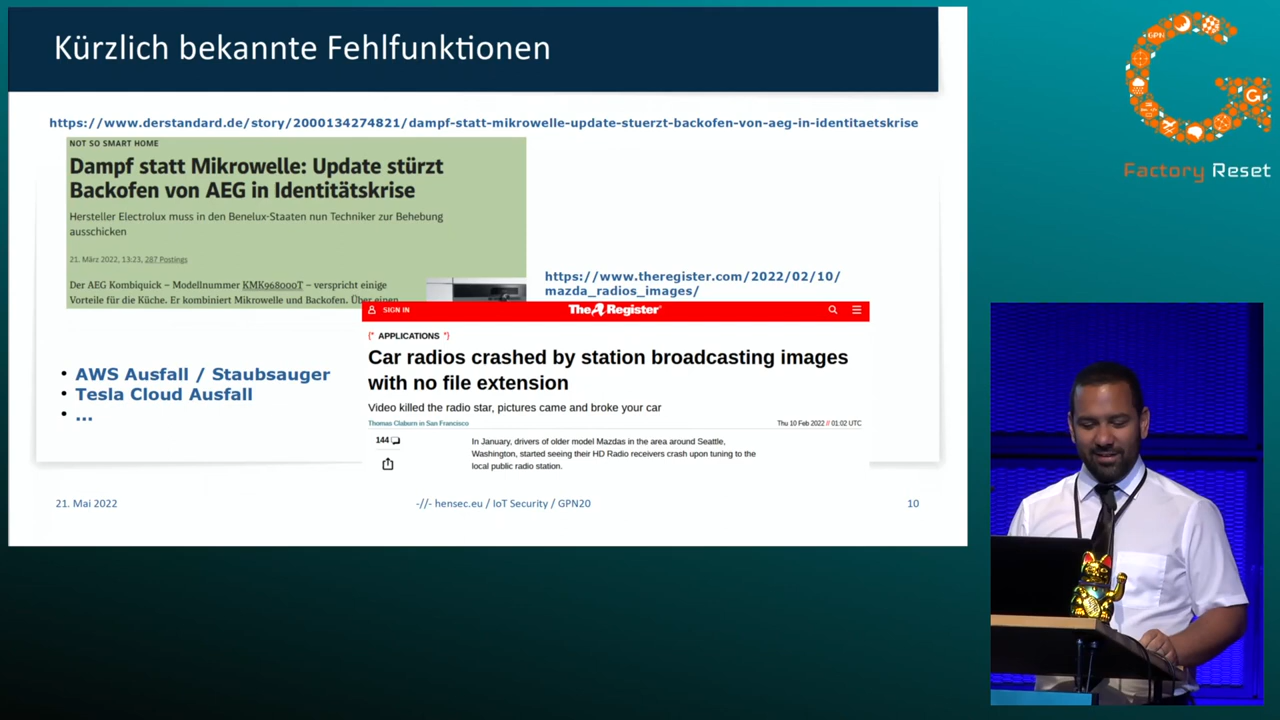 Kürzlich bekannte Fehlfunktionen
https://www.derstandard.de/story/2000134274821/dampf-statt-mikrowelle-update-stuerzt-backofen-von-aeg-in-identitaetskrise
NOT SO SMART HOME
Dampf statt Mikrowelle: Update stürzt
Backofen von AEG in Identitätskrise
Hersteller Electrolux muss in den Benelux-Staaten nun Techniker zur Behebung
ausschicken
21. März 2022, 13:23, 287 Postings
Der AEG Kombiquick – Modellnummer KMK968000T – verspricht einige
Vorteile für die Küche. Er kombiniert Mikrowelle und Backofen. Über einen
https://www.theregister.com/2022/02/10/
mazda_radios_images/
SIGN IN
The Register®
{* APPLICATIONS *}
Car radios crashed by station broadcasting images
with no file extension
Video killed the radio star, pictures came and broke your car
Thomas Claburn in San Francisco
Thu 10 Feb 2022 // 01:02 UTC
144
In January, drivers of older model Mazdas in the area around Seattle,
Washington, started seeing their HD Radio receivers crash upon tuning to the
local public radio station.
• AWS Ausfall / Staubsauger
• Tesla Cloud Ausfall
• ...
21. Mai 2022
-//- hensec.eu / IoT Security / GPN20
10
GPN
Factory Reset